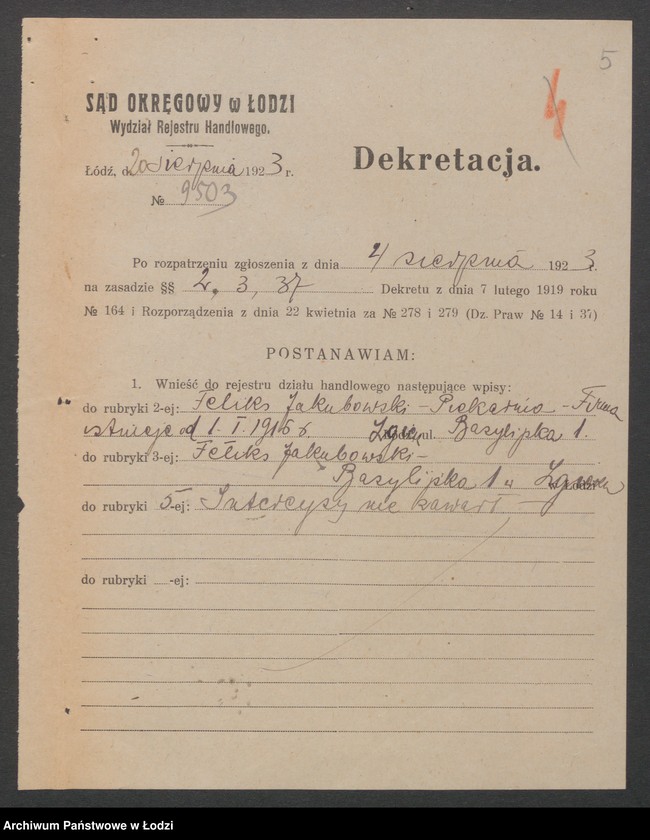 5
4
SĄD OKRĘGOWY w ŁODZI
Wydział Rejestru Handlowego.
Łódź, d 20 sierpnia 1923 r.
№ 9503
Dekretacja.
Po rozpatrzeniu zgłoszenia z dnia 4 sierpnia 1923 r.
na zasadzie §§ 2, 3, 37 Dekretu z dnia 7 lutego 1919 roku
№ 164 i Rozporządzenia z dnia 22 kwietnia za № 278 i 279 (Dz. Praw № 14 i 37)
POSTANAWIAM:
1. Wnieść do rejestru działu handlowego następujące wpisy:
do rubryki 2-ej: Feliks Jakubowski - Piekarnia - Firma
istnieje od 1. I. 1916 r. ul. Bazylijska 1.
do rubryki 3-ej: Feliks Jakubowski -
Bazylijska 1
do rubryki 5-ej: Intercyzy nie zawarł
do rubryki -ej:
Archiwum Państwowe w Łodzi